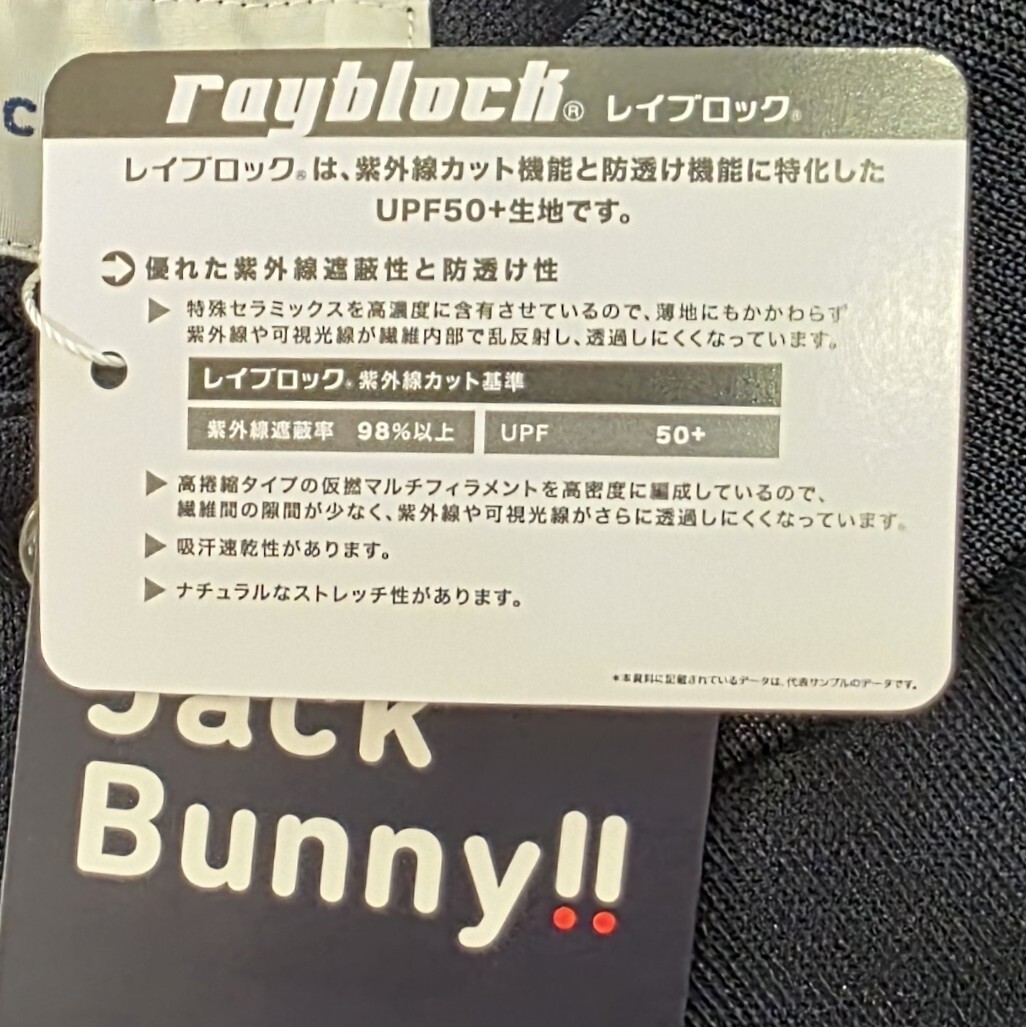 C
rayblock® レイブロック®
レイブロック®は、紫外線カット機能と防透け機能に特化した
UPF50+生地です。
優れた紫外線遮蔽性と防透け性
特殊セラミックスを高濃度に含有させているので、薄地にもかかわらず
紫外線や可視光線が繊維内部で乱反射し、透過しにくくなっています。
レイブロック®紫外線カット基準
紫外線遮蔽率 98%以上 UPF 50+
高捲縮タイプの仮撚マルチフィラメントを高密度に編成しているので、
繊維間の隙間が少なく、紫外線や可視光線がさらに透過しにくくなっています。
吸汗速乾性があります。
ナチュラルなストレッチ性があります。
*本資料に記載されているデータは、代表サンプルのデータです。
Jack
Bunny!!